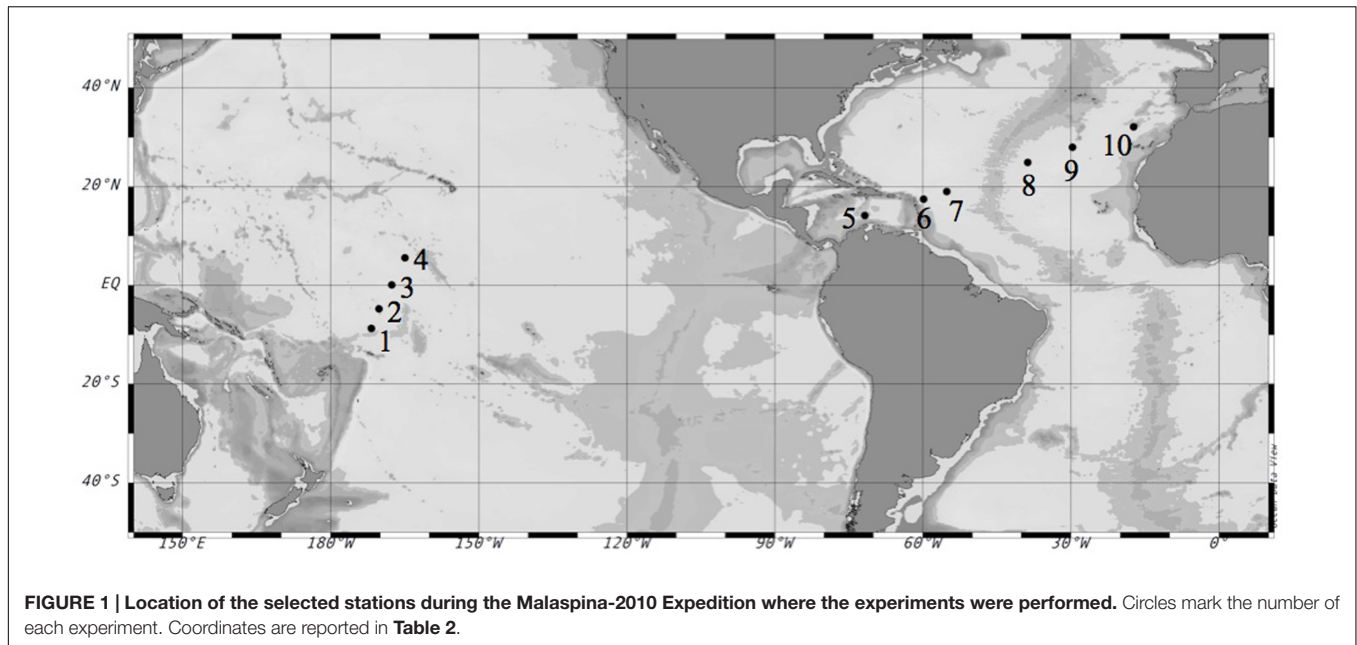 40°N
20°N
EQ
20°S
40°S
150°E 180°W 150°W 120°W 90°W 60°W 30°W 0°
1
2
3
4
5
6
7
8
9
10
Ocean Data View
FIGURE 1 | Location of the selected stations during the Malaspina-2010 Expedition where the experiments were performed. Circles mark the number of
each experiment. Coordinates are reported in Table 2.